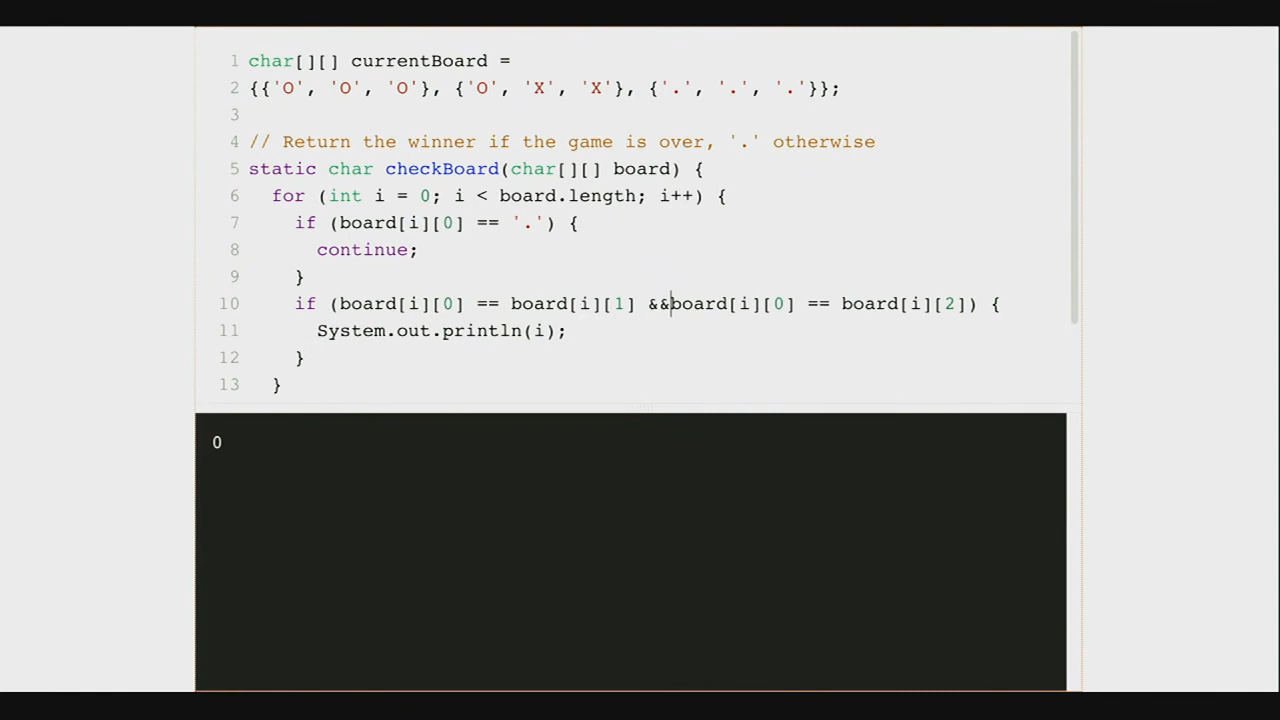 1 char[][] currentBoard =
2 {{'O', 'O', 'O'}, {'O', 'X', 'X'}, {'.', '.', '.'}};
3
4 // Return the winner if the game is over, '.' otherwise
5 static char checkBoard(char[][] board) {
6 for (int i = 0; i < board.length; i++) {
7 if (board[i][0] == '.') {
8 continue;
9 }
10 if (board[i][0] == board[i][1] &&board[i][0] == board[i][2]) {
11 System.out.println(i);
12 }
13 }
0